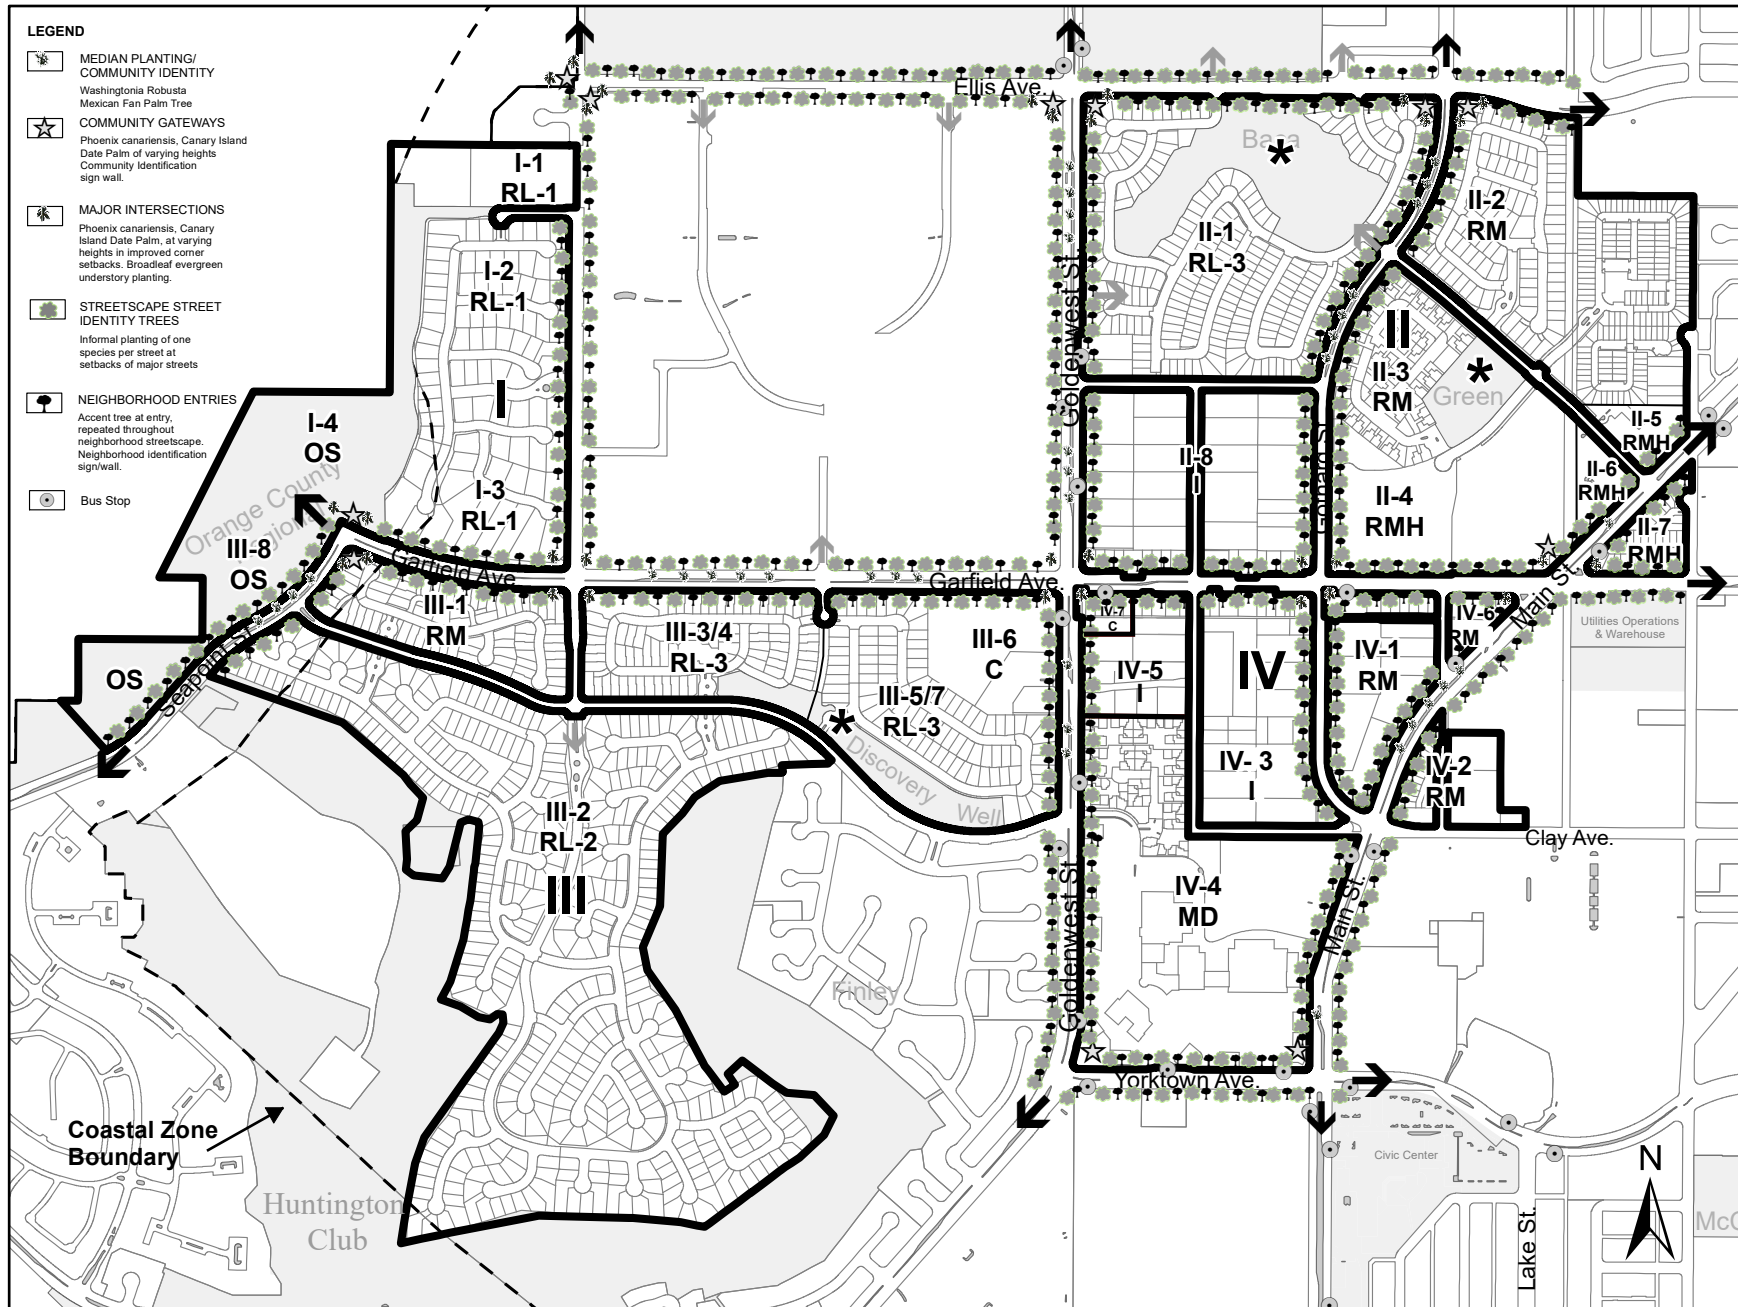 LEGEND
MEDIAN PLANTING/
COMMUNITY IDENTITY
Washingtonia Robusta
Mexican Fan Palm Tree
COMMUNITY GATEWAYS
Phoenix canariensis, Canary Island
Date Palm of varying heights
Community Identification
sign wall.
MAJOR INTERSECTIONS
Phoenix canariensis, Canary
Island Date Palm, at varying
heights in improved corner
setbacks. Broadleaf evergreen
understory planting.
STREETSCAPE STREET
IDENTITY TREES
Informal planting of one
species per street at
setbacks of major streets
NEIGHBORHOOD ENTRIES
Accent tree at entry,
repeated throughout
neighborhood streetscape.
Neighborhood identification
sign/wall.
Bus Stop
Ellis Ave.
I-1
RL-1
I-2
RL-1
I
I-3
RL-1
I-4
OS
Orange County
Regional
III-8
OS
OS
Seapoint St.
Garfield Ave.
Garfield Ave.
Goldenwest St.
Baca
*
II-1
RL-3
II-2
RM
II
II-3
RM
*
Green
II-5
RMH
II-6
RMH
II-7
RMH
II-4
RMH
II-8
I
Gothard St.
Main St.
III-1
RM
III-3/4
RL-3
III-6
C
III-5/7
RL-3
*
Discovery
Well
III-2
RL-2
III
IV-7
C
IV-5
I
IV
IV- 3
I
IV-1
RM
IV-6
RM
IV-2
RM
Utilities Operations
& Warehouse
Clay Ave.
IV-4
MD
Main St.
Goldenwest St.
Finley
Yorktown Ave.
Civic Center
Coastal Zone
Boundary
Huntington
Club
Lake St.
N